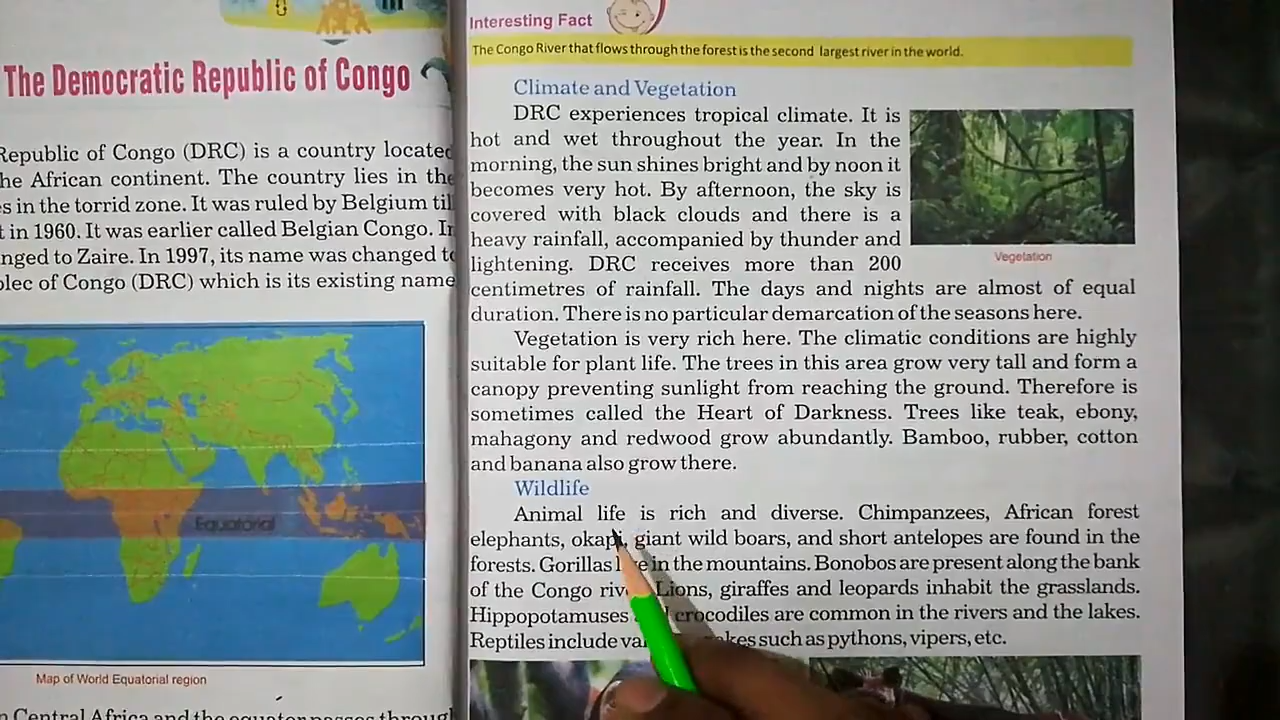 The Democratic Republic of Congo
Republic of Congo (DRC) is a country located
the African continent. The country lies in the
in the torrid zone. It was ruled by Belgium
in 1960. It was earlier called Belgian Congo.
to Zaire. In 1997, its name was changed
of Congo (DRC) which is its existing name
Equatorial
Map of World Equatorial region
Central Africa and the equator passes through
Interesting Fact
The Congo River that flows through the forest is the second largest river in the world.
Climate and Vegetation
DRC experiences tropical climate. It is
hot and wet throughout the year. In the
morning, the sun shines bright and by noon it
becomes very hot. By afternoon, the sky is
covered with black clouds and there is a
heavy rainfall, accompanied by thunder and
lightening. DRC receives more than 200
centimetres of rainfall. The days and nights are almost of equal
duration. There is no particular demarcation of the seasons here.
Vegetation
Vegetation is very rich here. The climatic conditions are highly
suitable for plant life. The trees in this area grow very tall and form a
canopy preventing sunlight from reaching the ground. Therefore is
sometimes called the Heart of Darkness. Trees like teak, ebony,
mahagony and redwood grow abundantly. Bamboo, rubber, cotton
and banana also grow there.
Wildlife
Animal life is rich and diverse. Chimpanzees, African forest
elephants, okapi, giant wild boars, and short antelopes are found in the
forests. Gorillas in the mountains. Bonobos are present along the bank
of the Congo Lions, giraffes and leopards inhabit the grasslands.
Hippopotamuses crocodiles are common in the rivers and the lakes.
Reptiles include such as pythons, vipers, etc.